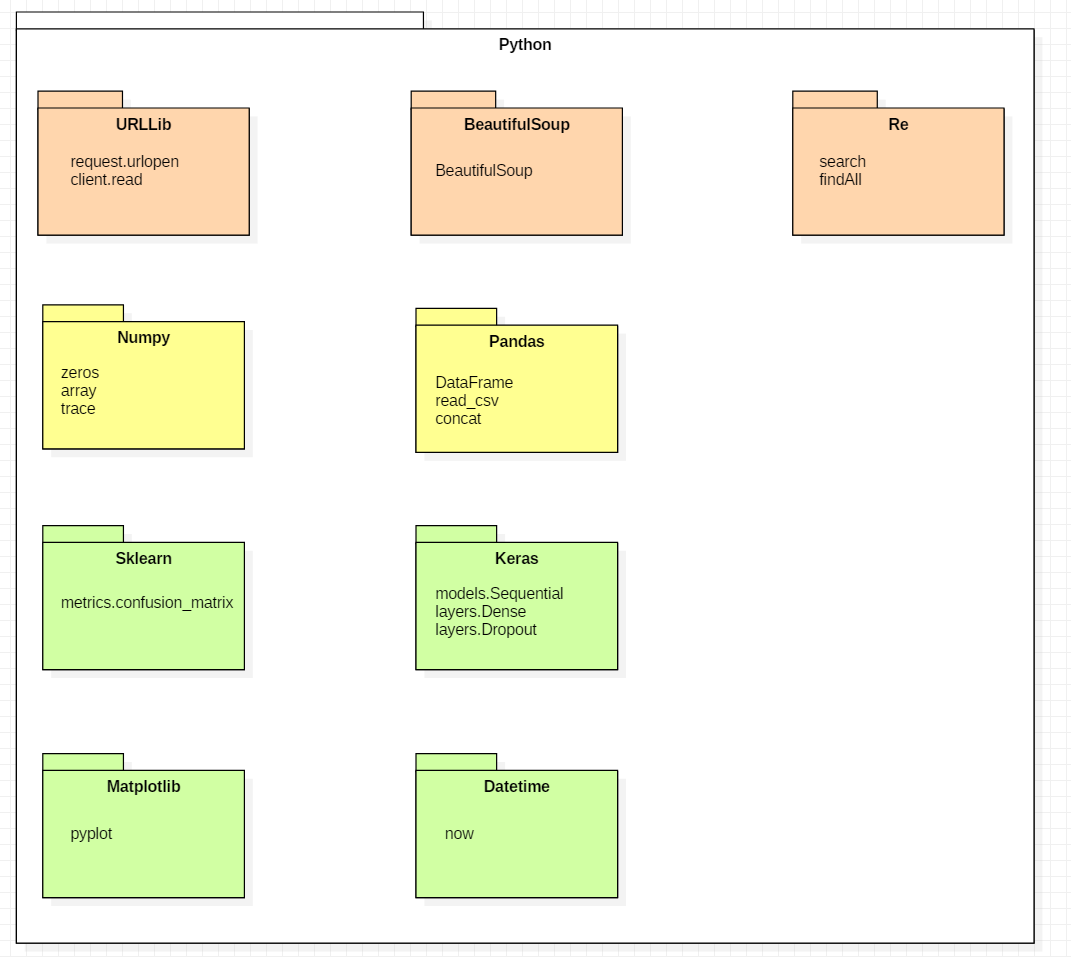 Python
URLLib
request.urlopen
client.read
BeautifulSoup
BeautifulSoup
Re
search
findAll
Numpy
zeros
array
trace
Pandas
DataFrame
read_csv
concat
Sklearn
metrics.confusion_matrix
Keras
models.Sequential
layers.Dense
layers.Dropout
Matplotlib
pyplot
Datetime
now